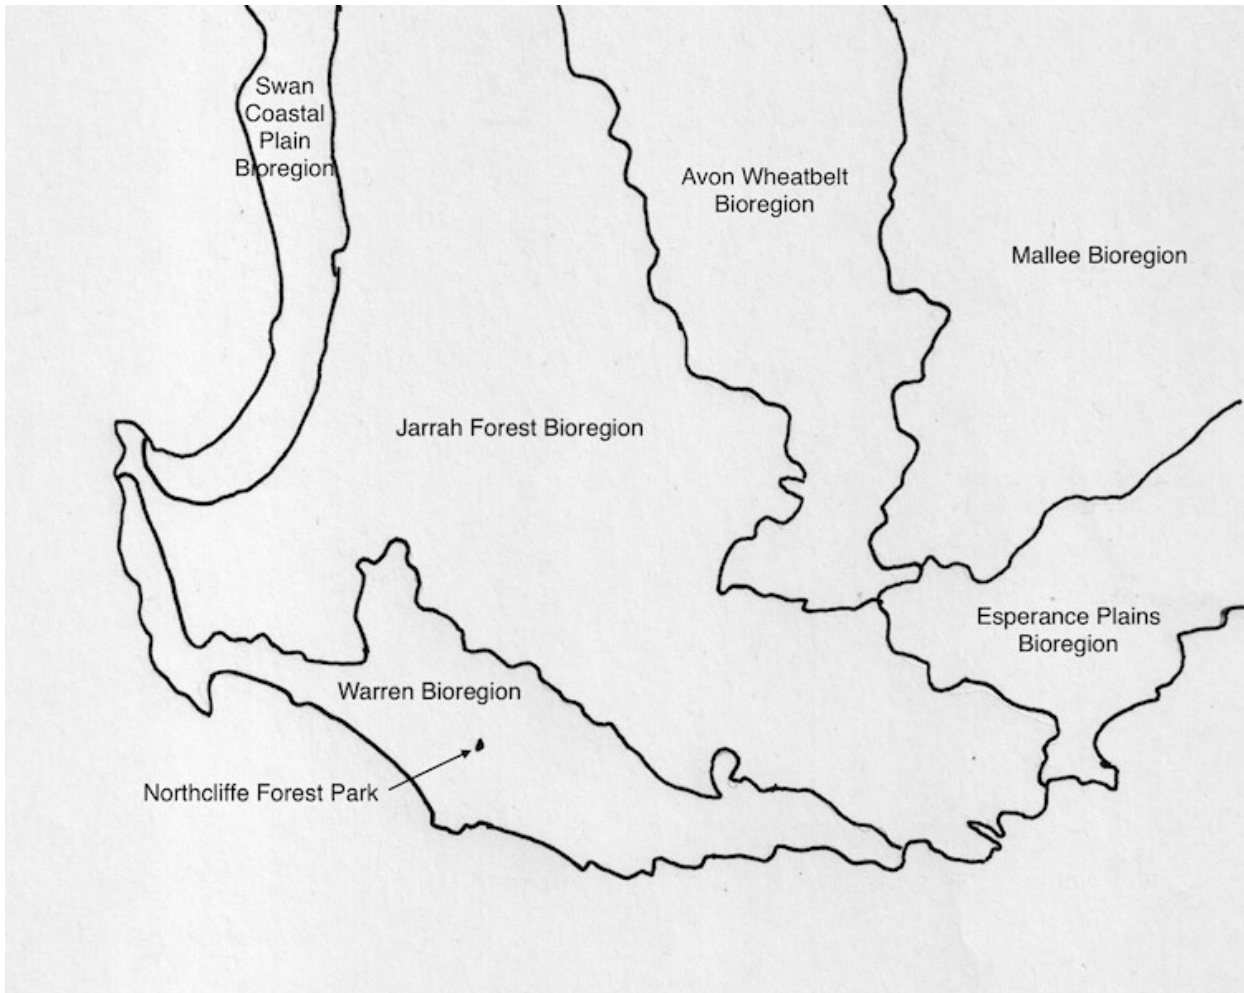 Swan
Coastal
Plain
Bioregion
Avon Wheatbelt
Bioregion
Mallee Bioregion
Jarrah Forest Bioregion
Esperance Plains
Bioregion
Warren Bioregion
Northcliffe Forest Park